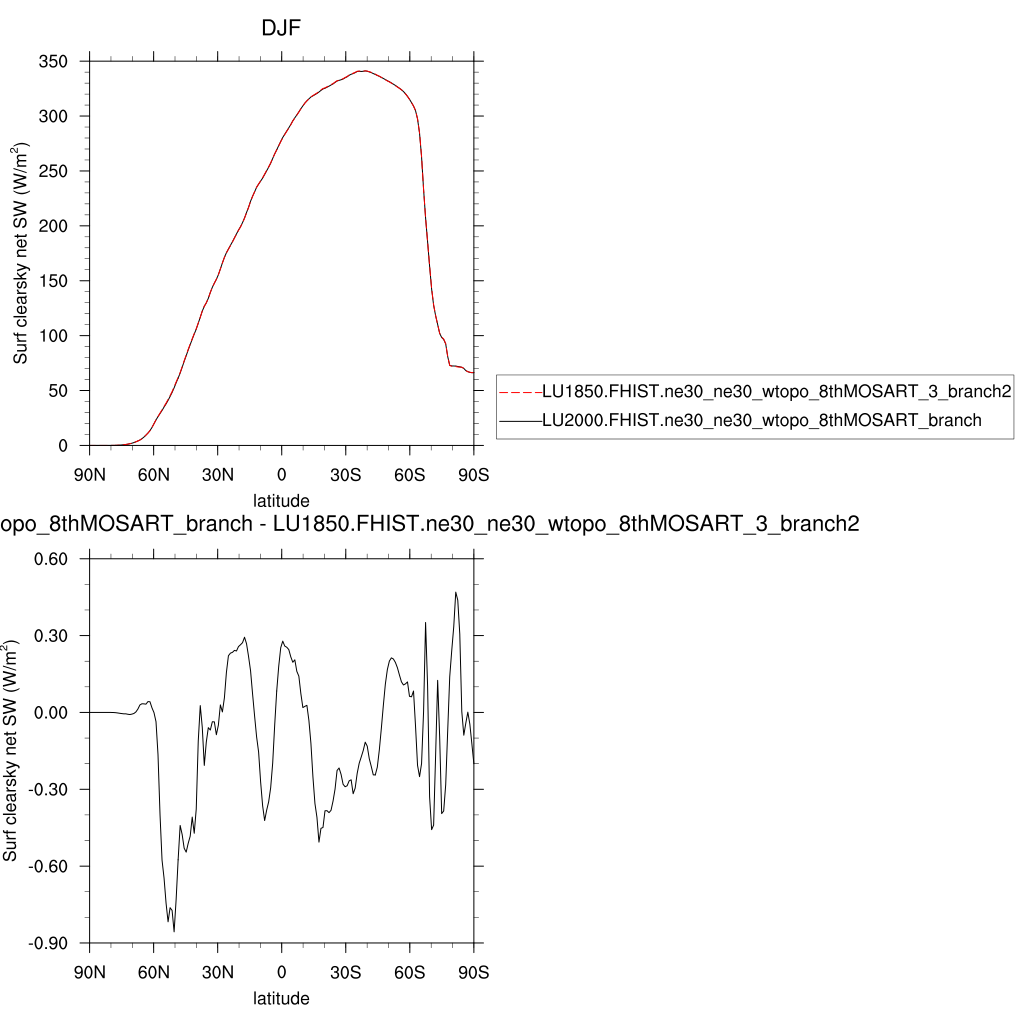 DJF
350
300
250
200
150
100
50
0
Surf clearsky net SW (W/m²)
90N 60N 30N 0 30S 60S 90S
latitude
LU1850.FHIST.ne30_ne30_wtopo_8thMOSART_3_branch2
LU2000.FHIST.ne30_ne30_wtopo_8thMOSART_branch
opo_8thMOSART_branch - LU1850.FHIST.ne30_ne30_wtopo_8thMOSART_3_branch2
0.60
0.30
0.00
-0.30
-0.60
-0.90
Surf clearsky net SW (W/m²)
90N 60N 30N 0 30S 60S 90S
latitude